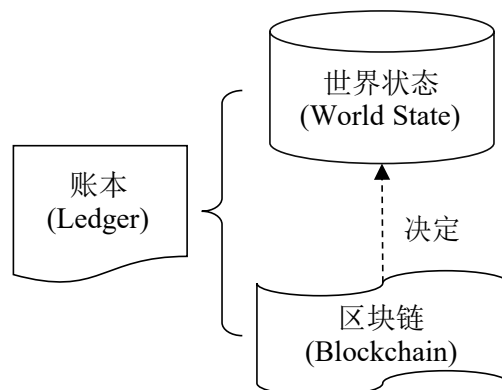 世界状态
(World State)
账本
(Ledger)
决定
区块链
(Blockchain)